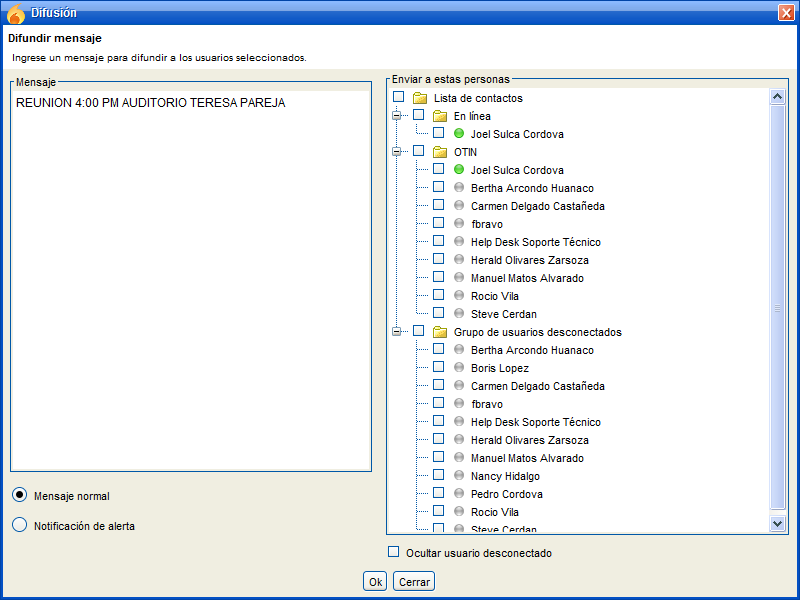 Difusión
Difundir mensaje
Ingrese un mensaje para difundir a los usuarios seleccionados.
Mensaje
REUNION 4:00 PM AUDITORIO TERESA PAREJA
Mensaje normal
Notificación de alerta
Enviar a estas personas
Lista de contactos
En línea
Joel Sulca Cordova
OTIN
Joel Sulca Cordova
Bertha Arcondo Huanaco
Carmen Delgado Castañeda
fbravo
Help Desk Soporte Técnico
Herald Olivares Zarsoza
Manuel Matos Alvarado
Rocio Vila
Steve Cerdan
Grupo de usuarios desconectados
Bertha Arcondo Huanaco
Boris Lopez
Carmen Delgado Castañeda
fbravo
Help Desk Soporte Técnico
Herald Olivares Zarsoza
Manuel Matos Alvarado
Nancy Hidalgo
Pedro Cordova
Rocio Vila
Steve Cerdan
Ocultar usuario desconectado
Ok
Cerrar